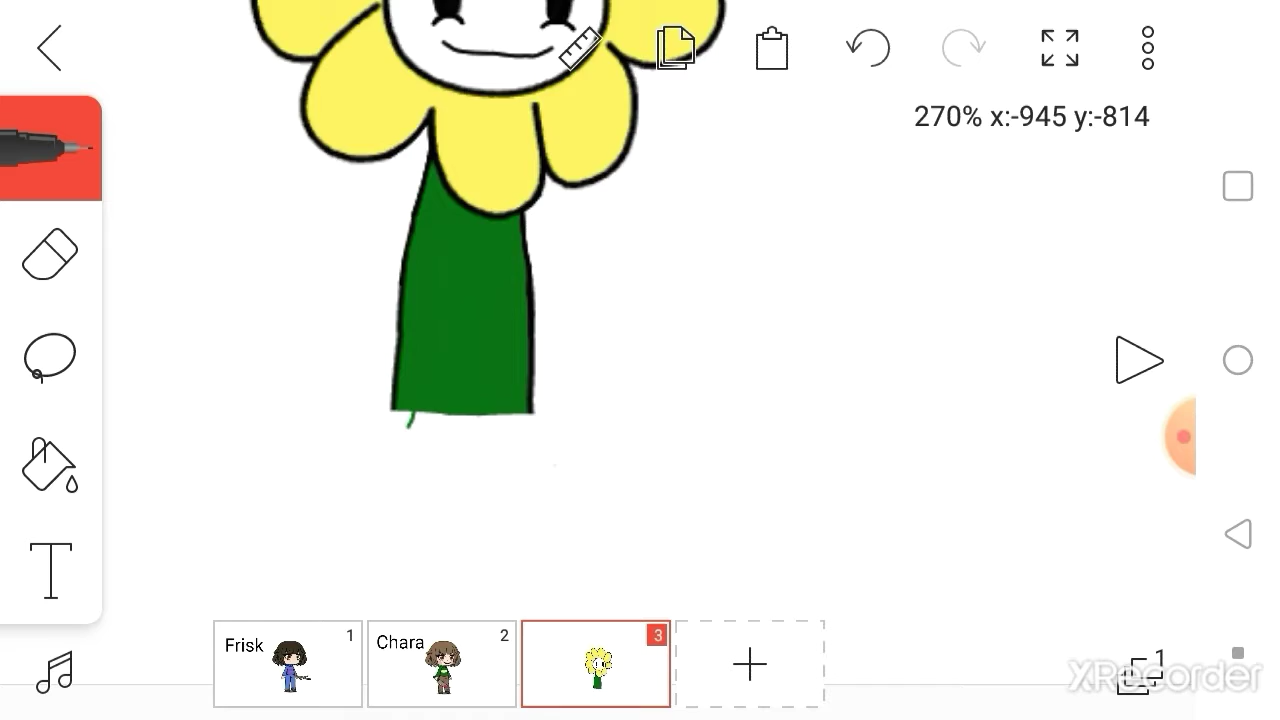 270% x:-945 y:-814
T
Frisk
1
Chara
2
3
1
XRecorder